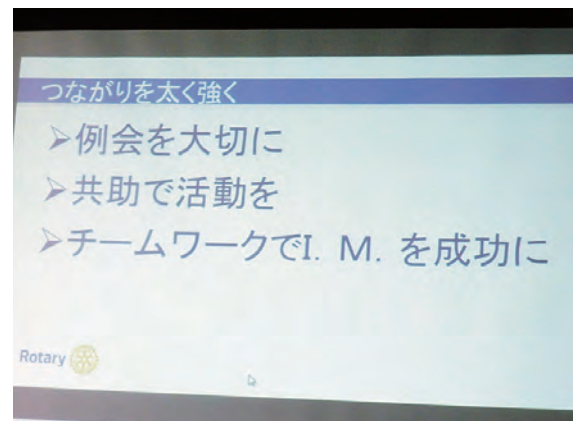 つながりを太く強く
➢例会を大切に
➢共助で活動を
➢チームワークでI. M. を成功に
Rotary